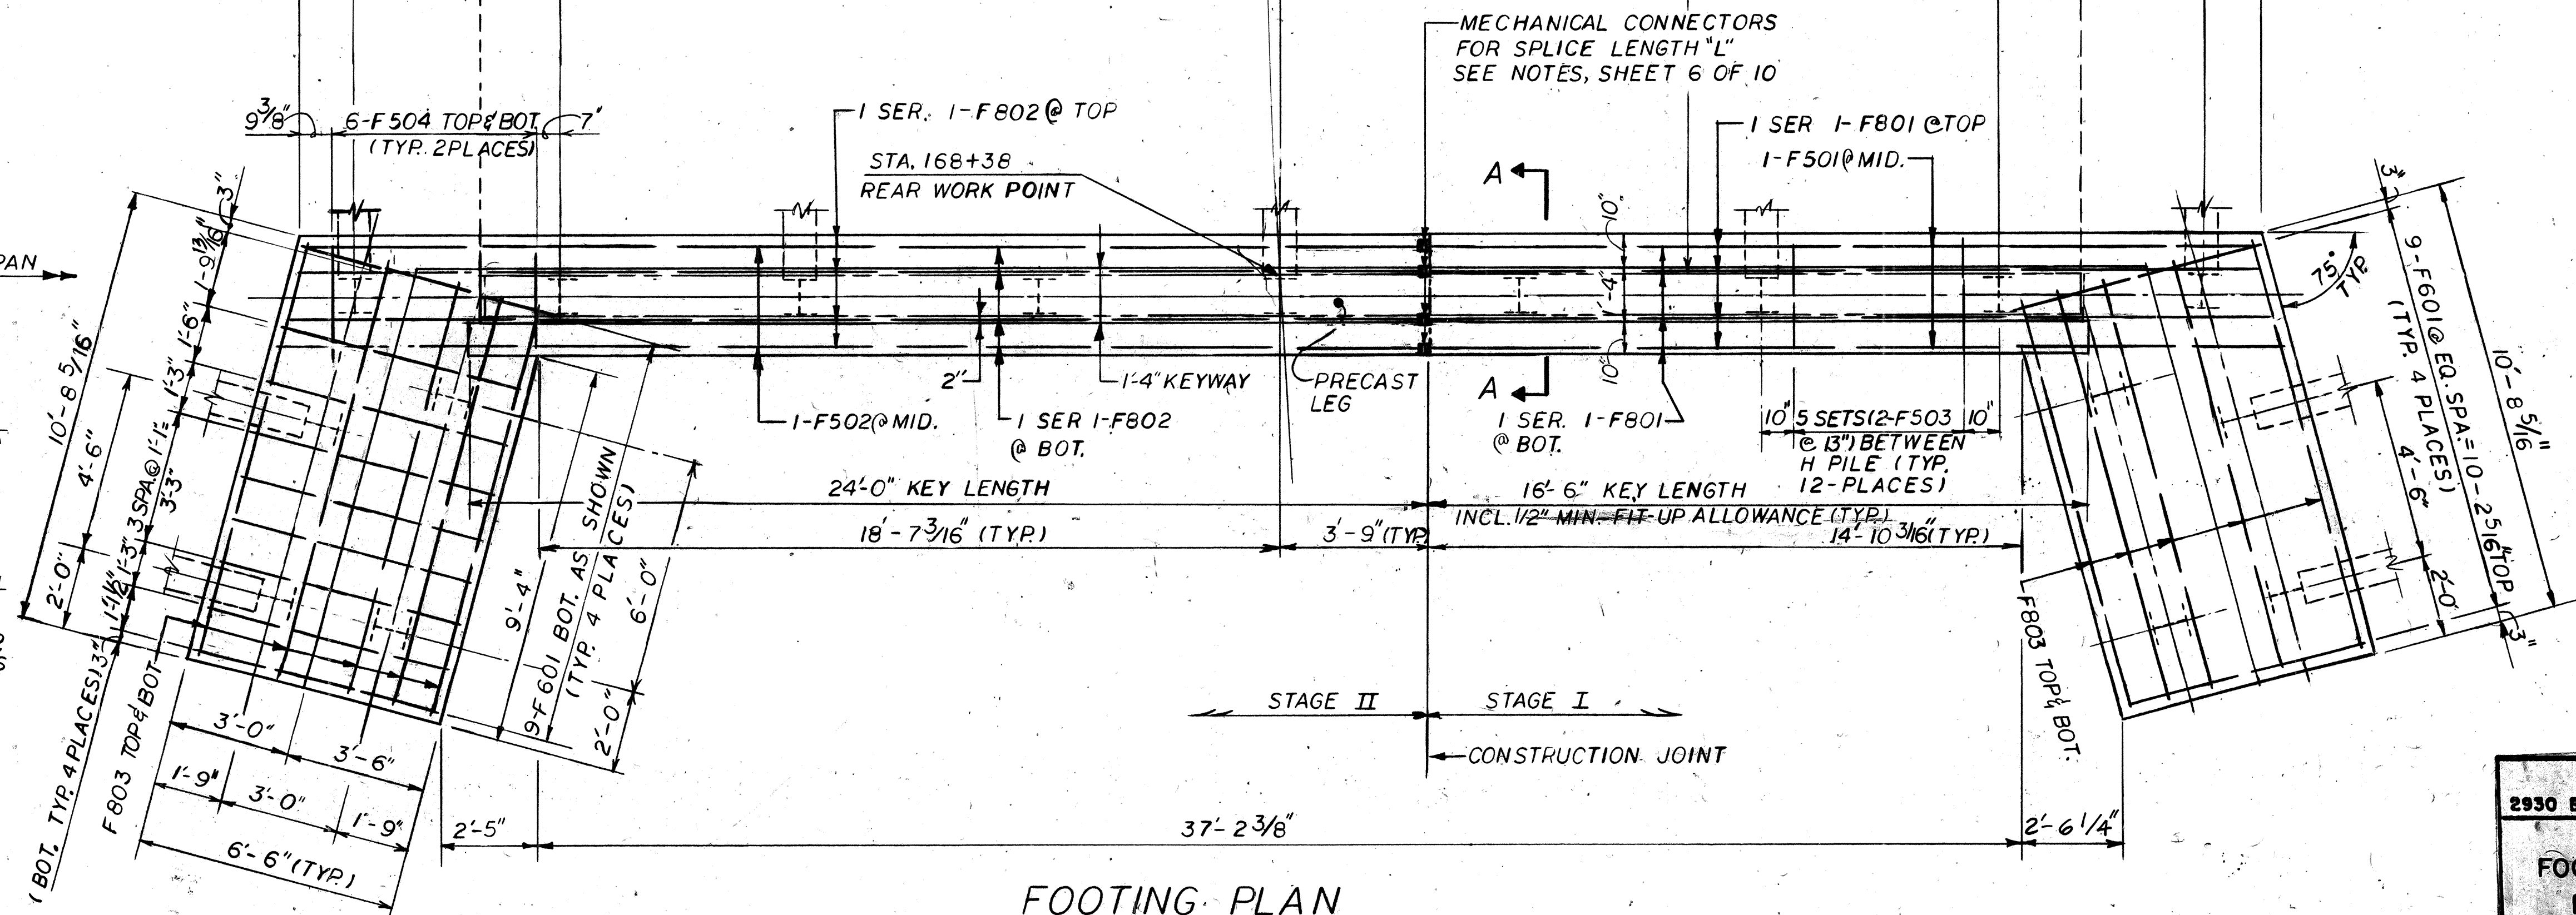 MECHANICAL CONNECTORS
FOR SPLICE LENGTH "L"
SEE NOTES, SHEET 6 OF 10
9 3/8"
6-F504 TOP & BOT.
(TYP. 2 PLACES)
7"
1 SER. 1-F802 @ TOP
STA. 168+38
REAR WORK POINT
A
1 SER 1-F801 @ TOP
1-F501 @ MID.
10"
1'-4"
10"
3"
75°
TYP.
PAN
3"
1'-9 13/16"
1'-6"
1'-3"
3 SPA. @ 1'-1"=
3'-3"
1'-3"
1'-1 1/2"
3"
(BOT. TYP. 4 PLACES)
10'-8 5/16"
4'-6"
2'-0"
2"
1'-4" KEYWAY
PRECAST
LEG
A
1-F502 @ MID.
1 SER 1-F802
@ BOT.
1 SER. 1-F801
@ BOT.
10"
5 SETS (2-F503
@ 13") BETWEEN
H PILE (TYP.
12-PLACES)
10"
24'-0" KEY LENGTH
16'-6" KEY LENGTH
INCL. 1/2" MIN-FIT-UP ALLOWANCE (TYP.)
18'-7 3/16" (TYP.)
3'-9" (TYP.
14'-10 3/16" (TYP.)
9'-4"
9-F601 BOT. AS SHOWN
(TYP. 4 PLACES)
6'-0"
2'-0"
9-F601 @ EQ. SPA. = 10-2 5/16" TOP
(TYP. 4 PLACES)
10'-8 5/16"
4'-6"
2'-0"
3"
F803 TOP & BOT.
F803 TOP & BOT.
STAGE II
STAGE I
CONSTRUCTION JOINT
3'-0"
3'-6"
1'-9"
3'-0"
1'-9"
6'-6" (TYP.)
2'-5"
37'-2 3/8"
2'-6 1/4"
2930 E
FOO
FOOTING PLAN